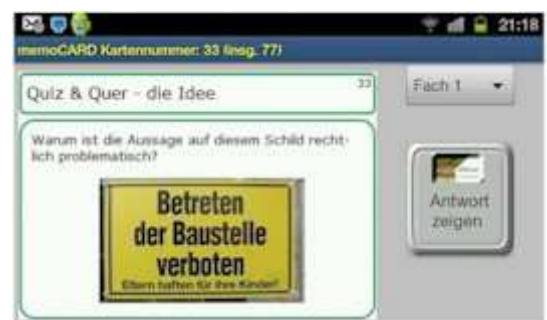 21:18
memoCARD Kartennummer: 33 (insg. 77)
Quiz & Quer - die Idee
33
Fach 1
Warum ist die Aussage auf diesem Schild recht-
lich problematisch?
Betreten
der Baustelle
verboten
Eltern haften für ihre Kinder!
Antwort
zeigen